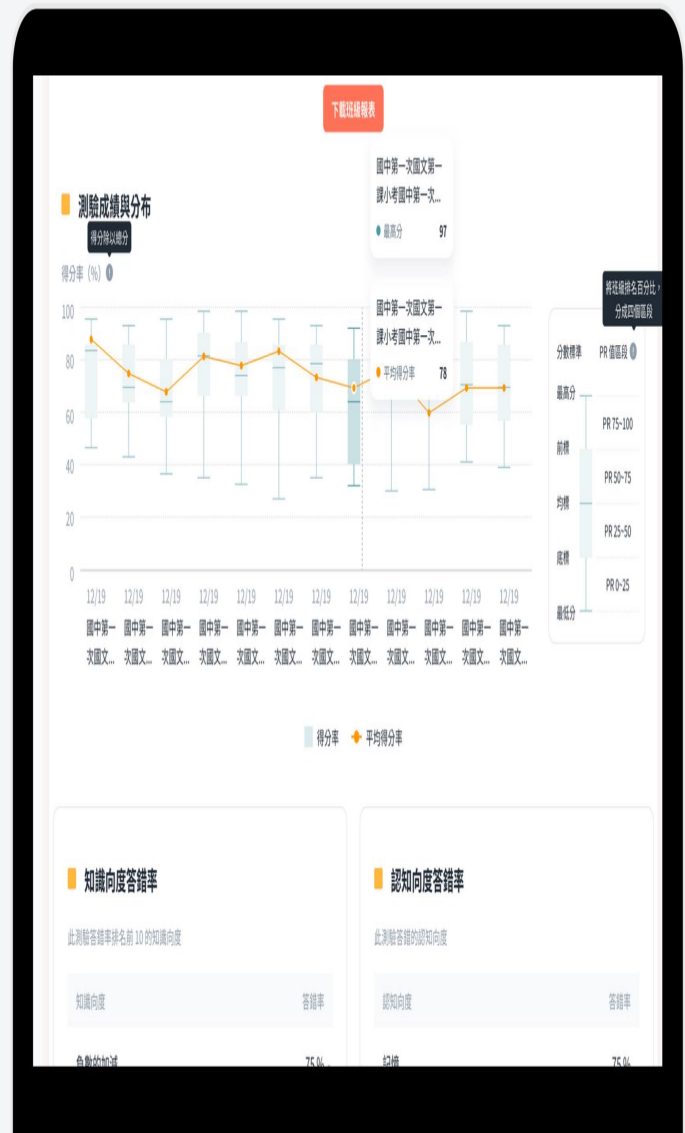 下載班級報表
國中第一次國文第一
課小考國中第一次...
最高分 97
測驗成績與分布
得分除以總分
得分率 (%)
國中第一次國文第一
課小考國中第一次...
平均得分率 78
將班級排名百分比，
分成四個區段
100
80
60
40
20
0
分數標準 PR 值區段
最高分
PR 75~100
前標
PR 50~75
均標
PR 25~50
底標
PR 0~25
最低分
12/19 12/19 12/19 12/19 12/19 12/19 12/19 12/19 12/19 12/19 12/19 12/19
國中第一 國中第一 國中第一 國中第一 國中第一 國中第一 國中第一 國中第一 國中第一 國中第一 國中第一 國中第一
次國文... 次國文... 次國文... 次國文... 次國文... 次國文... 次國文... 次國文... 次國文... 次國文... 次國文... 次國文...
得分率 平均得分率
知識向度答錯率
此測驗答錯率排名前 10 的知識向度
知識向度 答錯率
負數的加減 75 %
認知向度答錯率
此測驗答錯的認知向度
認知向度 答錯率
記憶 75 %